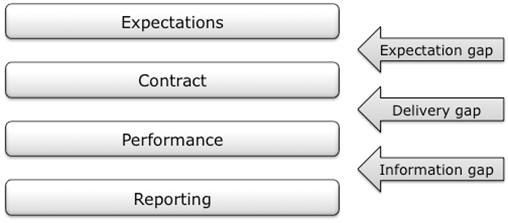 Expectations
Expectation gap
Contract
Delivery gap
Performance
Information gap
Reporting